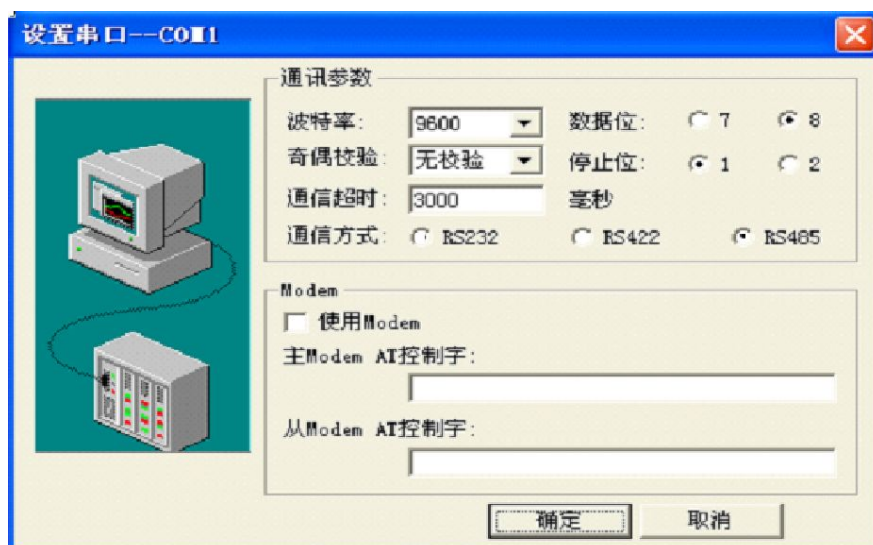 设置串口--COM1
通讯参数
波特率: 9600 数据位: 7 8
奇偶校验: 无校验 停止位: 1 2
通信超时: 3000 毫秒
通信方式: RS232 RS422 RS485
Modem
使用Modem
主Modem AT控制字:
从Modem AT控制字:
确定 取消